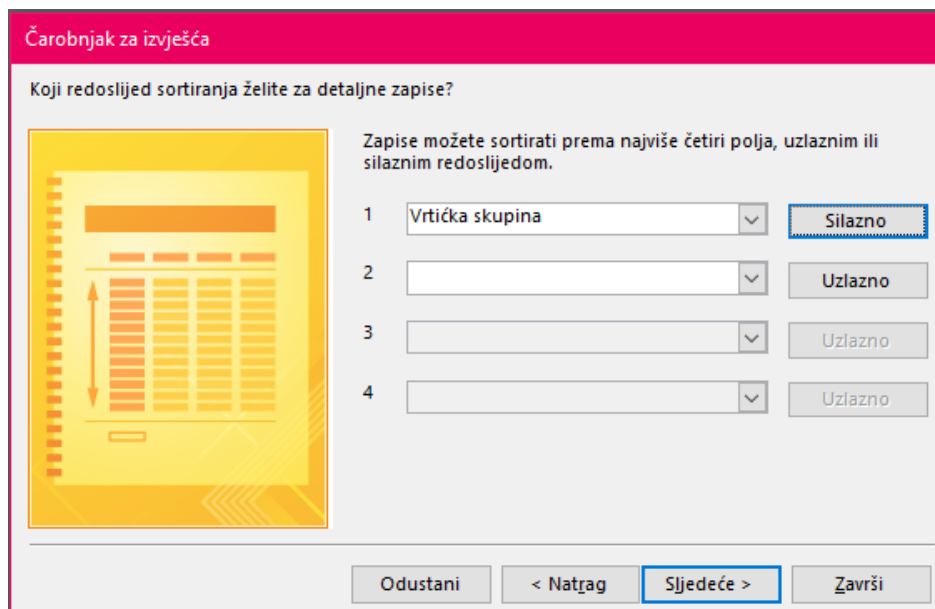 Čarobnjak za izvješća
Koji redoslijed sortiranja želite za detaljne zapise?
Zapise možete sortirati prema najviše četiri polja, uzlaznim ili
silaznim redoslijedom.
1 Vrtićka skupina Silazno
2 Uzlazno
3 Uzlazno
4 Uzlazno
Odustani < Natrag Sljedeće > Završi